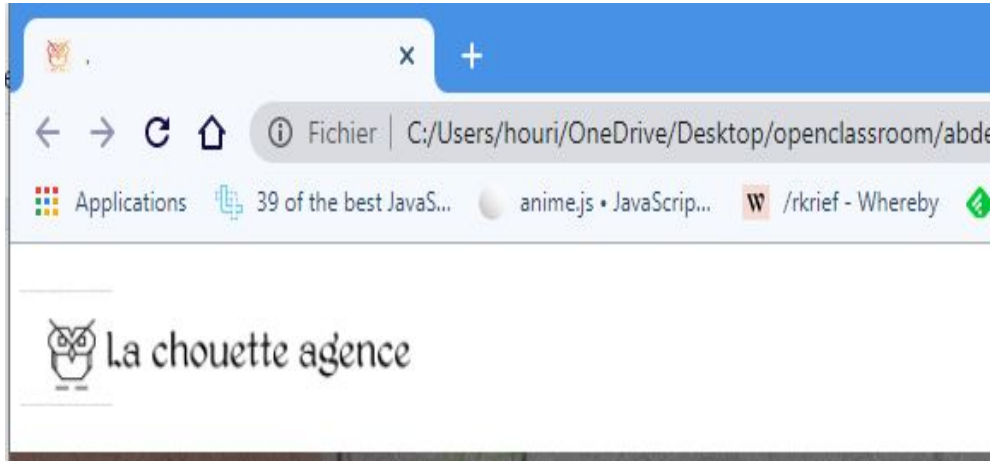 .
Fichier | C:/Users/houri/OneDrive/Desktop/openclassroom/abde
Applications 39 of the best JavaS... anime.js • JavaScrip... W /rkrief - Whereby
La chouette agence